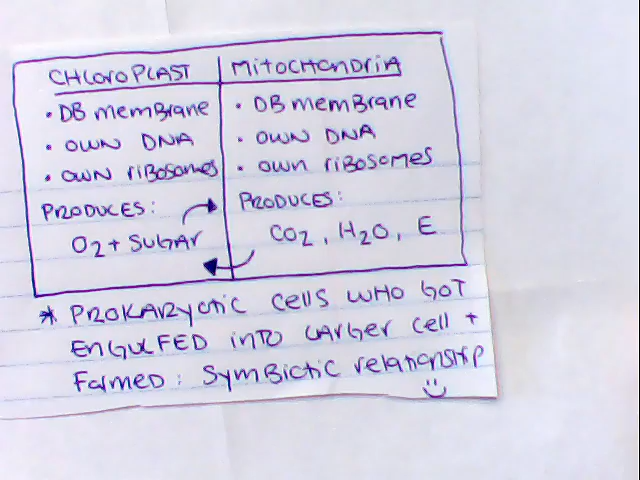 CHLOROPLAST
• DB MEMBRANE
• OWN DNA
• OWN RIBOSOMES
PRODUCES:
O2 + SUGAR
MITOCHONDRIA
• DB MEMBRANE
• OWN DNA
• OWN RIBOSOMES
PRODUCES:
CO2, H2O, E
* PROKARYOTIC CELLS WHO GOT
ENGULFED INTO LARGER CELL +
FORMED: SYMBIOTIC RELATIONSHIP